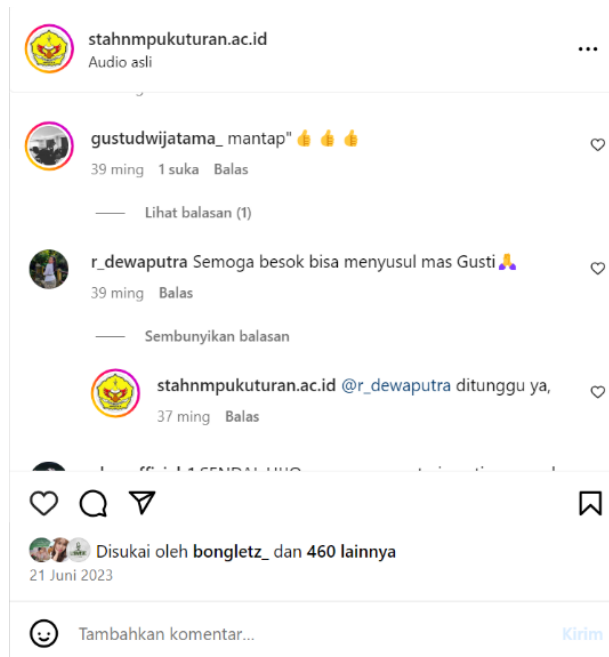 stahnmpukuturan.ac.id
Audio asli
gustudwijatama_ mantap"👍👍👍
39 ming 1 suka Balas
Lihat balasan (1)
r_dewaputra Semoga besok bisa menyusul mas Gusti🙏
39 ming Balas
Sembunyikan balasan
stahnmpukuturan.ac.id @r_dewaputra ditunggu ya,
37 ming Balas
Disukai oleh bongletz_ dan 460 lainnya
21 Juni 2023
Tambahkan komentar...
Kirim